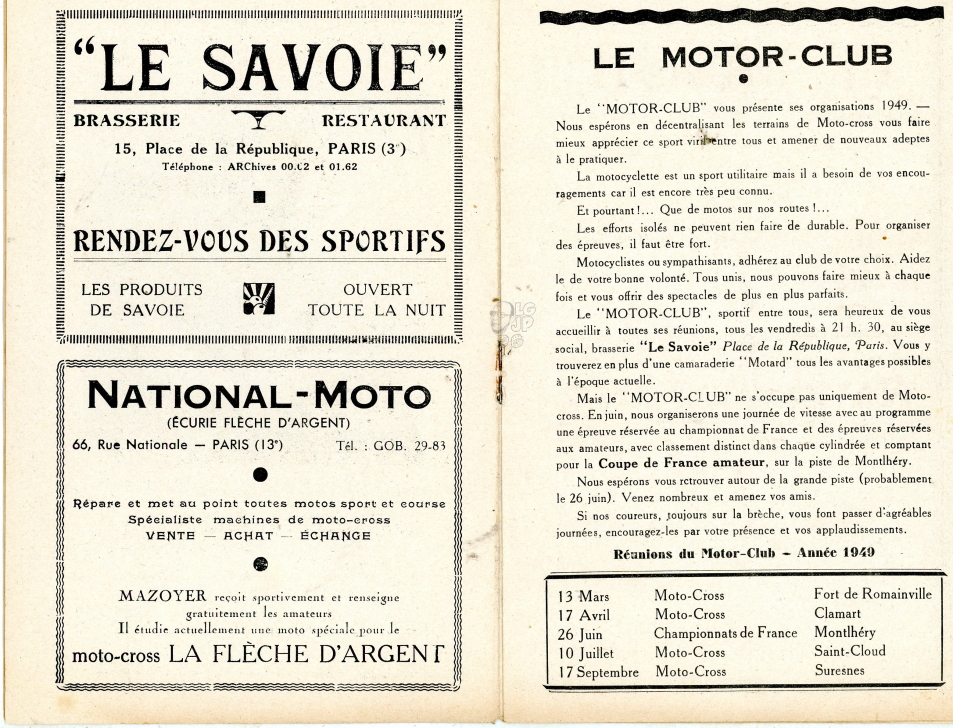 "LE SAVOIE"
BRASSERIE RESTAURANT
15, Place de la République, PARIS (3ᵉ)
Téléphone : ARChives 00.62 et 01.62
RENDEZ-VOUS DES SPORTIFS
LES PRODUITS
DE SAVOIE
OUVERT
TOUTE LA NUIT
NATIONAL-MOTO
(ÉCURIE FLÈCHE D'ARGENT)
66, Rue Nationale — PARIS (13ᵉ) Tél. : GOB. 29-83
Répare et met au point toutes motos sport et course
Spécialiste machines de moto-cross
VENTE — ACHAT — ÉCHANGE
MAZOYER reçoit sportivement et renseigne
gratuitement les amateurs
Il étudie actuellement une moto spéciale pour le
moto-cross LA FLÈCHE D'ARGENT
LE MOTOR-CLUB
Le "MOTOR-CLUB" vous présente ses organisations 1949. —
Nous espérons en décentralisant les terrains de Moto-cross vous faire
mieux apprécier ce sport viril entre tous et amener de nouveaux adeptes
à le pratiquer.
La motocyclette est un sport utilitaire mais il a besoin de vos encou-
ragements car il est encore très peu connu.
Et pourtant !... Que de motos sur nos routes !...
Les efforts isolés ne peuvent rien faire de durable. Pour organiser
des épreuves, il faut être fort.
Motocyclistes ou sympathisants, adhérez au club de votre choix. Aidez
le de votre bonne volonté. Tous unis, nous pouvons faire mieux à chaque
fois et vous offrir des spectacles de plus en plus parfaits.
Le "MOTOR-CLUB", sportif entre tous, sera heureux de vous
accueillir à toutes ses réunions, tous les vendredis à 21 h. 30, au siège
social, brasserie "Le Savoie" Place de la République, Paris. Vous y
trouverez en plus d'une camaraderie "Motard" tous les avantages possibles
à l'époque actuelle.
Mais le "MOTOR-CLUB" ne s'occupe pas uniquement de Moto-
cross. En juin, nous organiserons une journée de vitesse avec au programme
une épreuve réservée au championnat de France et des épreuves réservées
aux amateurs, avec classement distinct dans chaque cylindrée et comptant
pour la Coupe de France amateur, sur la piste de Montlhéry.
Nous espérons vous retrouver autour de la grande piste (probablement
le 26 juin). Venez nombreux et amenez vos amis.
Si nos coureurs, toujours sur la brèche, vous font passer d'agréables
journées, encouragez-les par votre présence et vos applaudissements.
Réunions du Motor-Club — Année 1949
13 Mars Moto-Cross Fort de Romainville
17 Avril Moto-Cross Clamart
26 Juin Championnats de France Montlhéry
10 Juillet Moto-Cross Saint-Cloud
17 Septembre Moto-Cross Suresnes